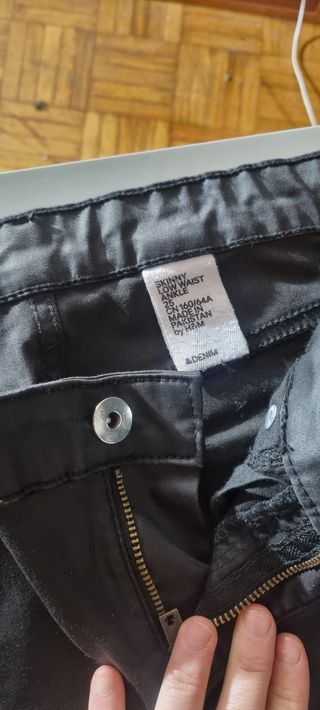 SKINNY
LOW WAIST
ANKLE
25
CN 160/64A
MADE IN
PAKISTAN
by H&M
&DENIM